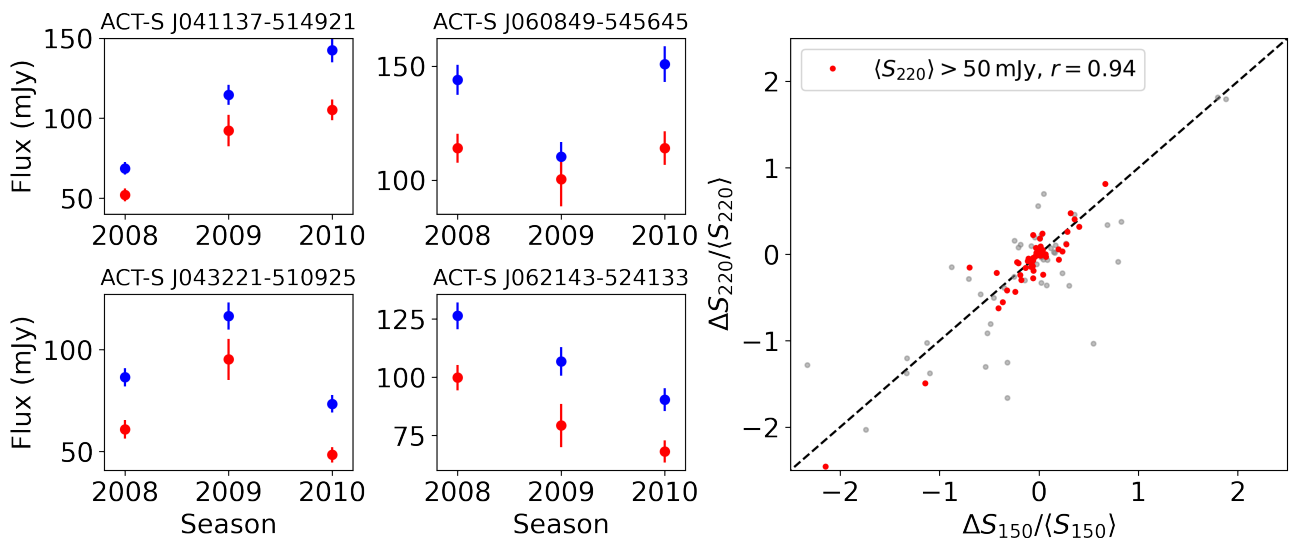 ACT-S J041137-514921
Flux (mJy)
150
100
50
2008 2009 2010
ACT-S J060849-545645
150
100
2008 2009 2010
ACT-S J043221-510925
Flux (mJy)
100
50
2008 2009 2010
Season
ACT-S J062143-524133
125
100
75
2008 2009 2010
Season
⟨S₂₂₀⟩ > 50 mJy, r = 0.94
ΔS₂₂₀/⟨S₂₂₀⟩
2
1
0
−1
−2
−2 −1 0 1 2
ΔS₁₅₀/⟨S₁₅₀⟩